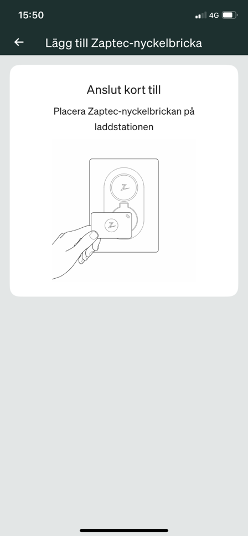 15:50
4G
Lägg till Zaptec-nyckelbricka
Anslut kort till
Placera Zaptec-nyckelbrickan på
laddstationen